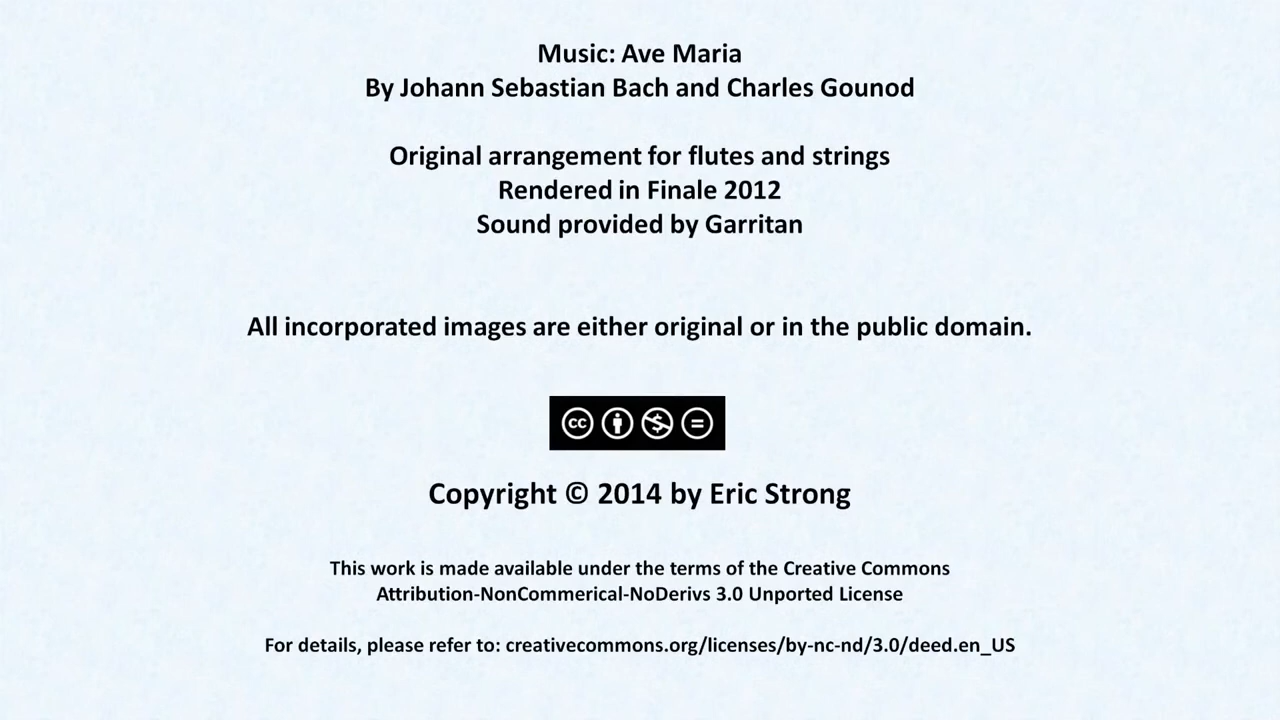 Music: Ave Maria
By Johann Sebastian Bach and Charles Gounod
Original arrangement for flutes and strings
Rendered in Finale 2012
Sound provided by Garritan
All incorporated images are either original or in the public domain.
cc
Copyright © 2014 by Eric Strong
This work is made available under the terms of the Creative Commons
Attribution-NonCommerical-NoDerivs 3.0 Unported License
For details, please refer to: creativecommons.org/licenses/by-nc-nd/3.0/deed.en_US